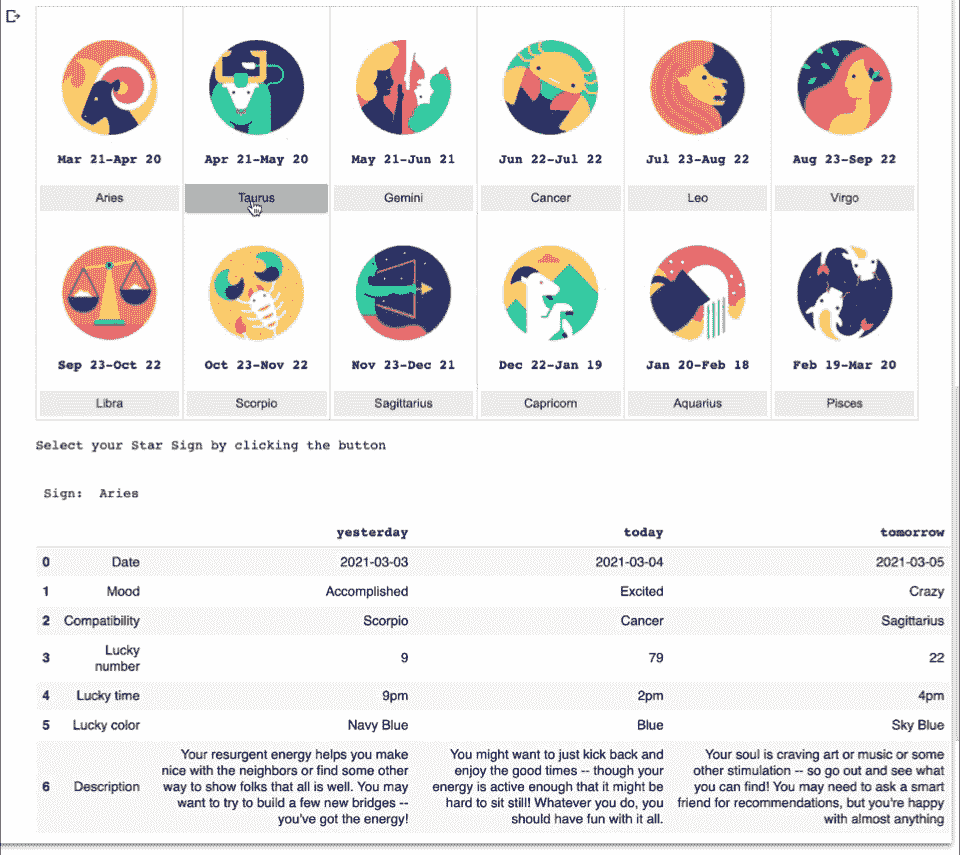 Mar 21-Apr 20 Apr 21-May 20 May 21-Jun 21 Jun 22-Jul 22 Jul 23-Aug 22 Aug 23-Sep 22
Aries Taurus Gemini Cancer Leo Virgo
Sep 23-Oct 22 Oct 23-Nov 22 Nov 23-Dec 21 Dec 22-Jan 19 Jan 20-Feb 18 Feb 19-Mar 20
Libra Scorpio Sagittarius Capricorn Aquarius Pisces
Select your Star Sign by clicking the button
Sign: Aries
yesterday today tomorrow
0 Date 2021-03-03 2021-03-04 2021-03-05
1 Mood Accomplished Excited Crazy
2 Compatibility Scorpio Cancer Sagittarius
3 Lucky number 9 79 22
4 Lucky time 9pm 2pm 4pm
5 Lucky color Navy Blue Blue Sky Blue
6 Description
Your resurgent energy helps you make
nice with the neighbors or find some other
way to show folks that all is well. You may
want to try to build a few new bridges --
you've got the energy!
You might want to just kick back and
enjoy the good times -- though your
energy is active enough that it might be
hard to sit still! Whatever you do, you
should have fun with it all.
Your soul is craving art or music or some
other stimulation -- so go out and see what
you can find! You may need to ask a smart
friend for recommendations, but you're happy
with almost anything